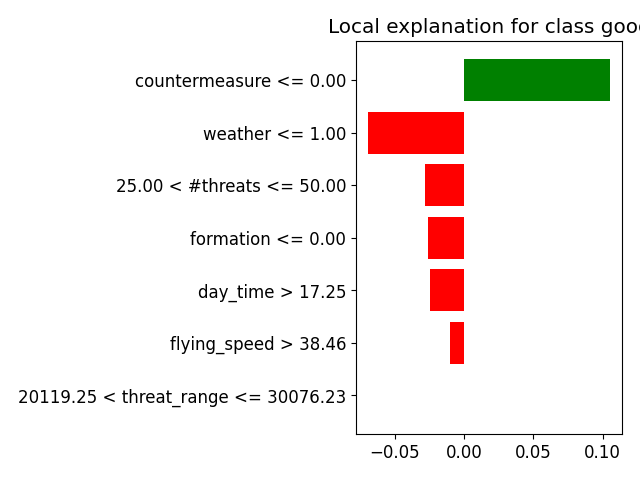 Local explanation for class goo
countermeasure <= 0.00
weather <= 1.00
25.00 < #threats <= 50.00
formation <= 0.00
day_time > 17.25
flying_speed > 38.46
20119.25 < threat_range <= 30076.23
−0.05 0.00 0.05 0.10